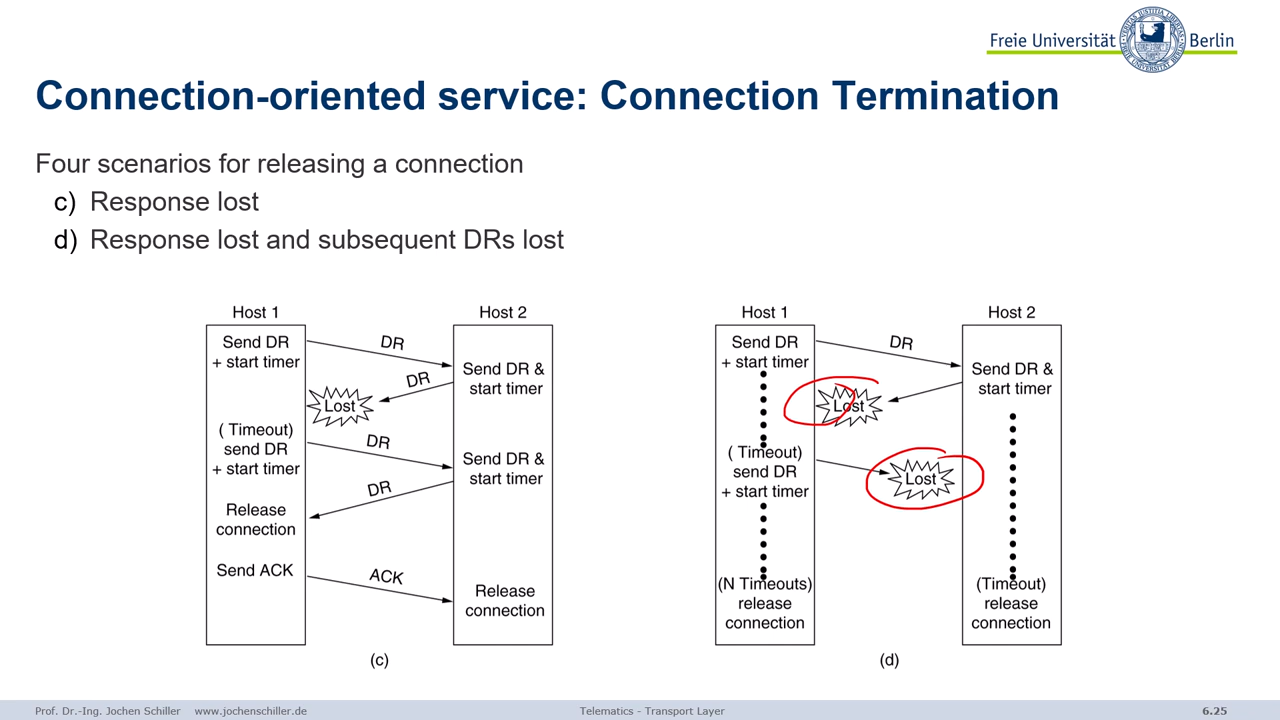 Freie Universität Berlin
Connection-oriented service: Connection Termination
Four scenarios for releasing a connection
c) Response lost
d) Response lost and subsequent DRs lost
Host 1
Host 2
Send DR
+ start timer
DR
Send DR &
start timer
DR
Lost
( Timeout)
send DR
+ start timer
DR
Send DR &
start timer
DR
Release
connection
Send ACK
ACK
Release
connection
(c)
Host 1
Host 2
Send DR
+ start timer
DR
Send DR &
start timer
Lost
( Timeout)
send DR
+ start timer
Lost
(N Timeouts)
release
connection
(Timeout)
release
connection
(d)
Prof. Dr.-Ing. Jochen Schiller www.jochenschiller.de Telematics - Transport Layer 6.25